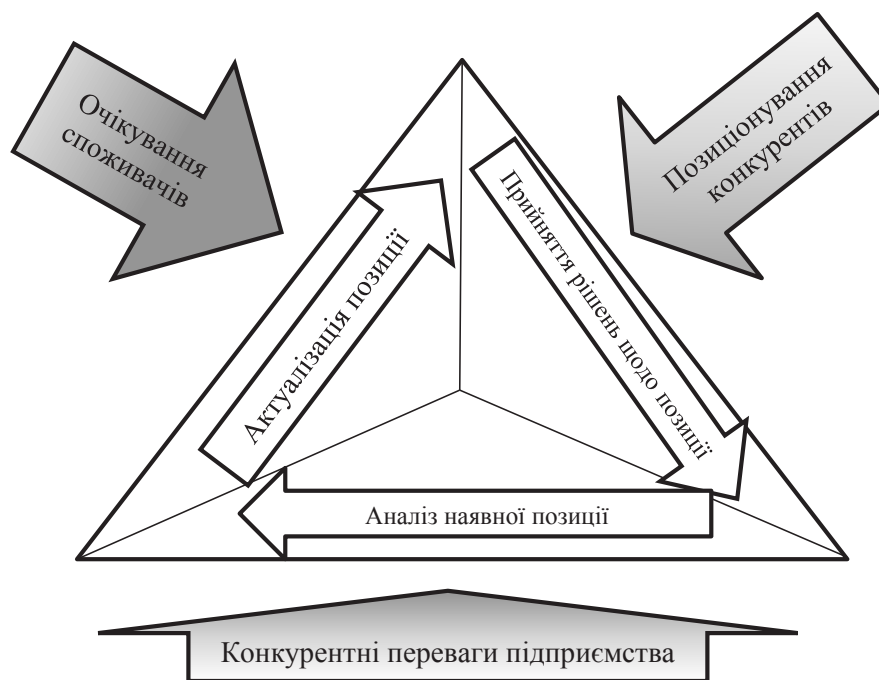 Очікування
споживачів
Позиціонування
конкурентів
Актуалізація позиції
Прийняття рішень щодо позиції
Аналіз наявної позиції
Конкурентні переваги підприємства